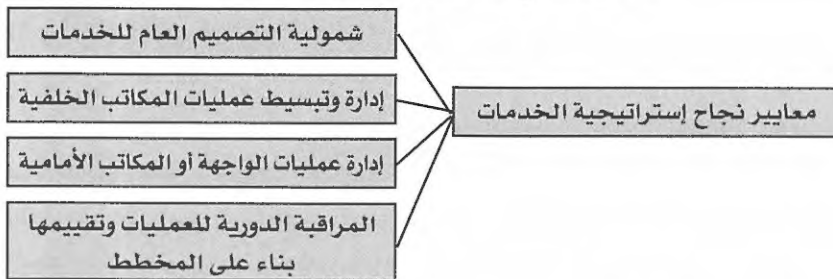 معايير نجاح إستراتيجية الخدمات
شمولية التصميم العام للخدمات
إدارة وتبسيط عمليات المكاتب الخلفية
إدارة عمليات الواجهة أو المكاتب الأمامية
المراقبة الدورية للعمليات وتقييمها
بناء على المخطط